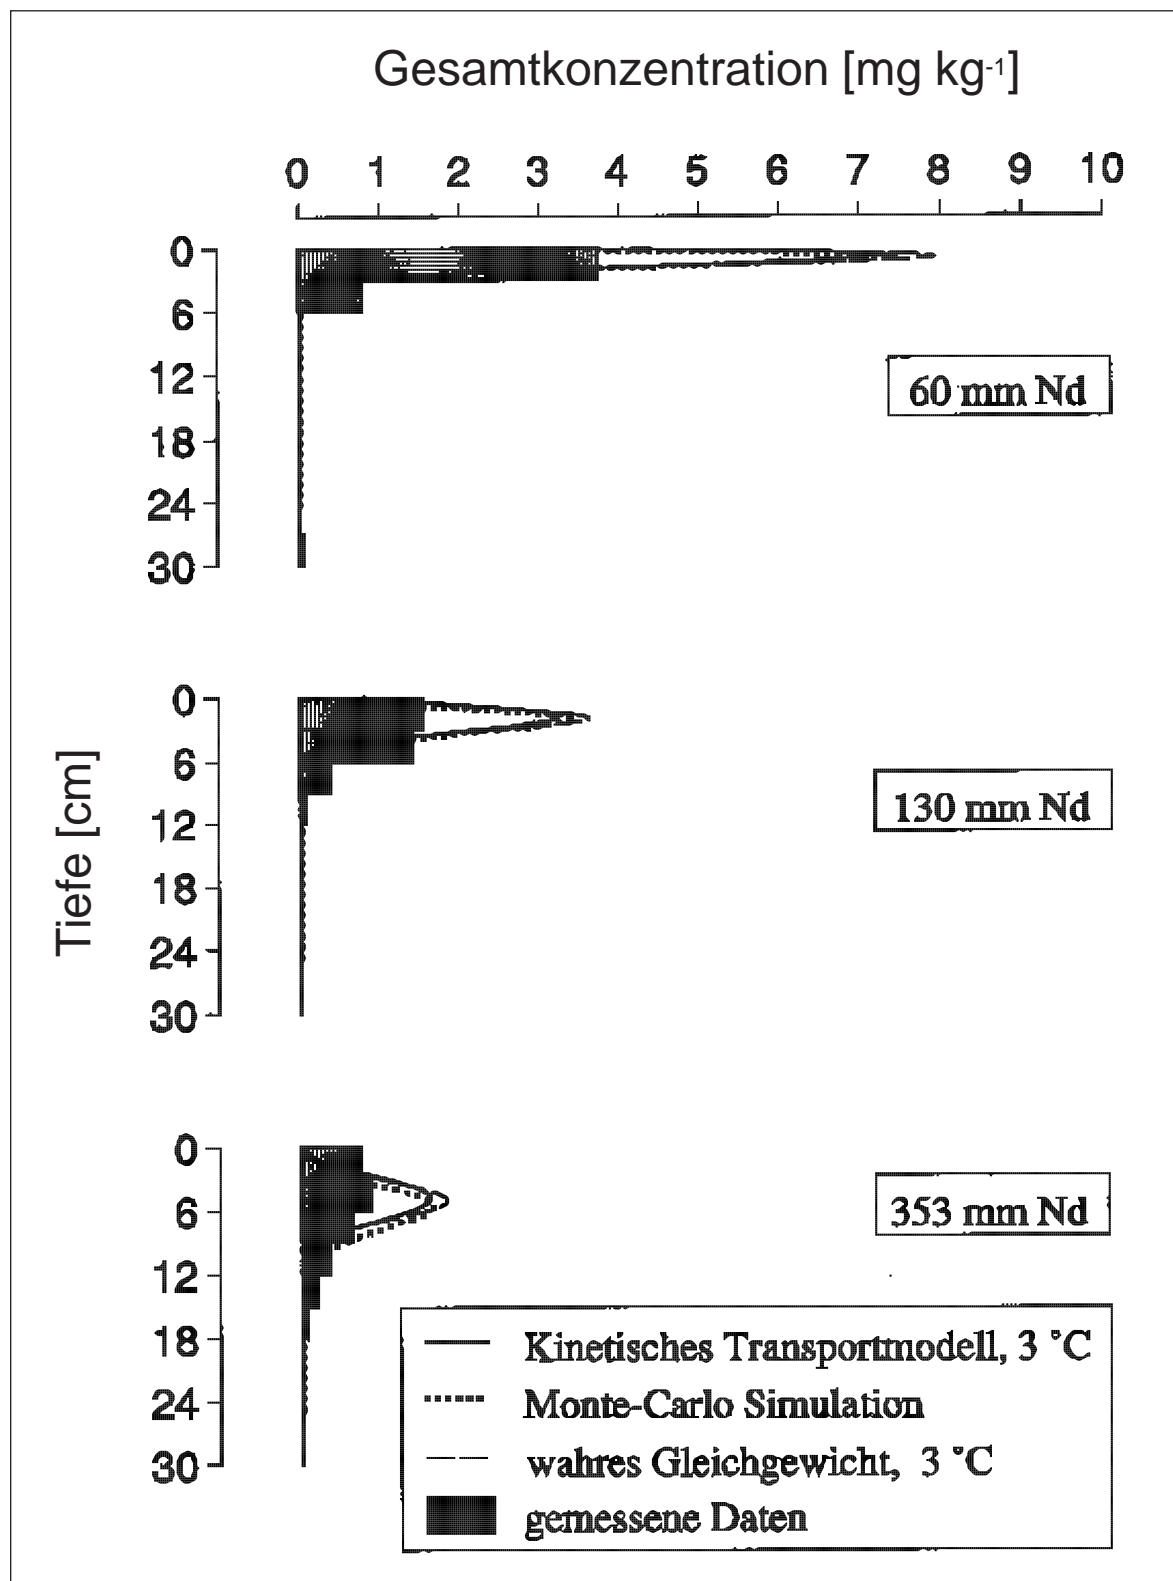 Gesamtkonzentration [mg kg-1]
0 1 2 3 4 5 6 7 8 9 10
0
6
12
18
24
30
60 mm Nd
Tiefe [cm]
0
6
12
18
24
30
130 mm Nd
0
6
12
18
24
30
353 mm Nd
Kinetisches Transportmodell, 3 °C
Monte-Carlo Simulation
wahres Gleichgewicht, 3 °C
gemessene Daten